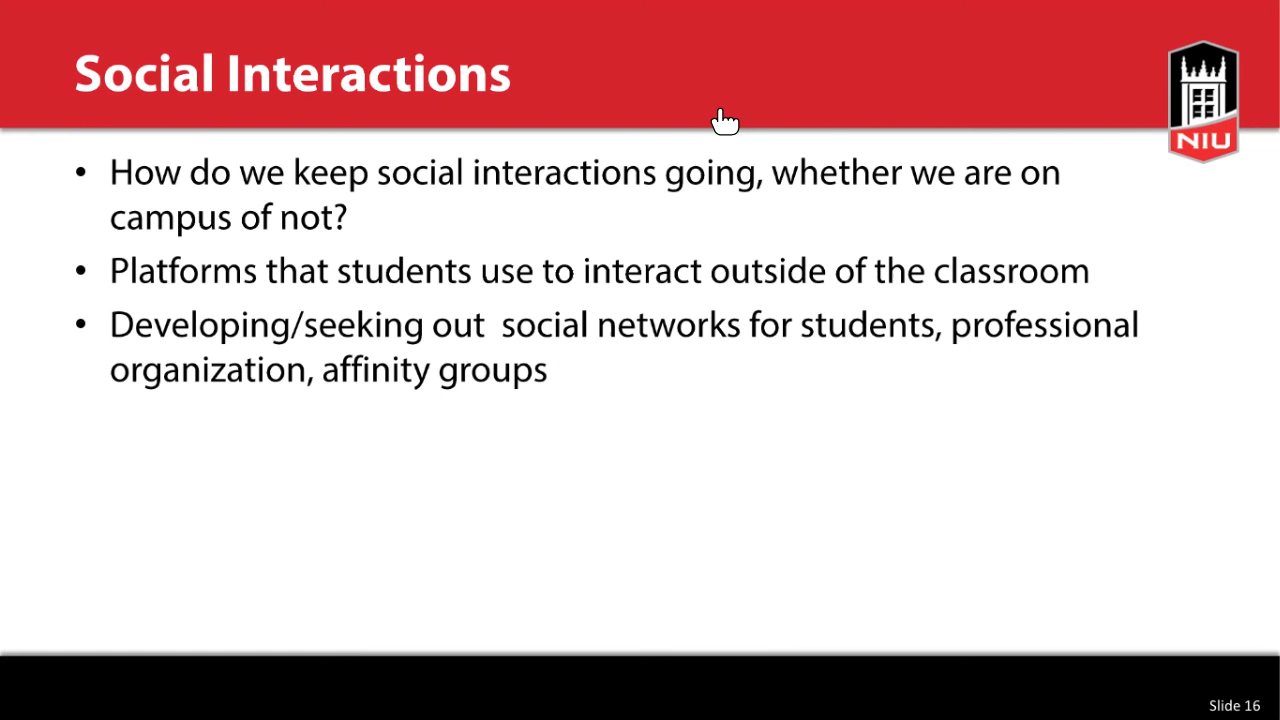 Social Interactions
NIU
• How do we keep social interactions going, whether we are on
campus of not?
• Platforms that students use to interact outside of the classroom
• Developing/seeking out  social networks for students, professional
organization, affinity groups
Slide 16